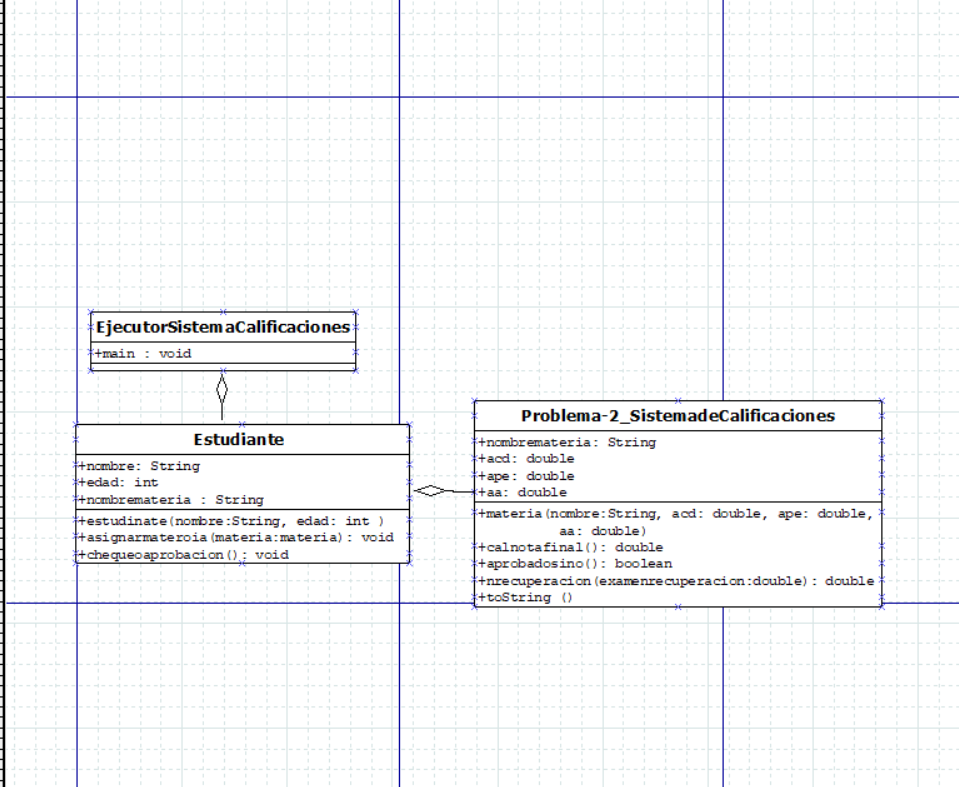 EjecutorSistemaCalificaciones
+main : void
Estudiante
+nombre: String
+edad: int
+nombremateria : String
+estudinate(nombre:String, edad: int )
+asignarmateroia(materia:materia): void
+chequeoaprobacion(): void
Problema-2_SistemadeCalificaciones
+nombremateria: String
+acd: double
+ape: double
+aa: double
+materia(nombre:String, acd: double, ape: double,
aa: double)
+calnotafinal(): double
+aprobadosino(): boolean
+nrecuperacion(examenrecuperacion:double): double
+toString ()